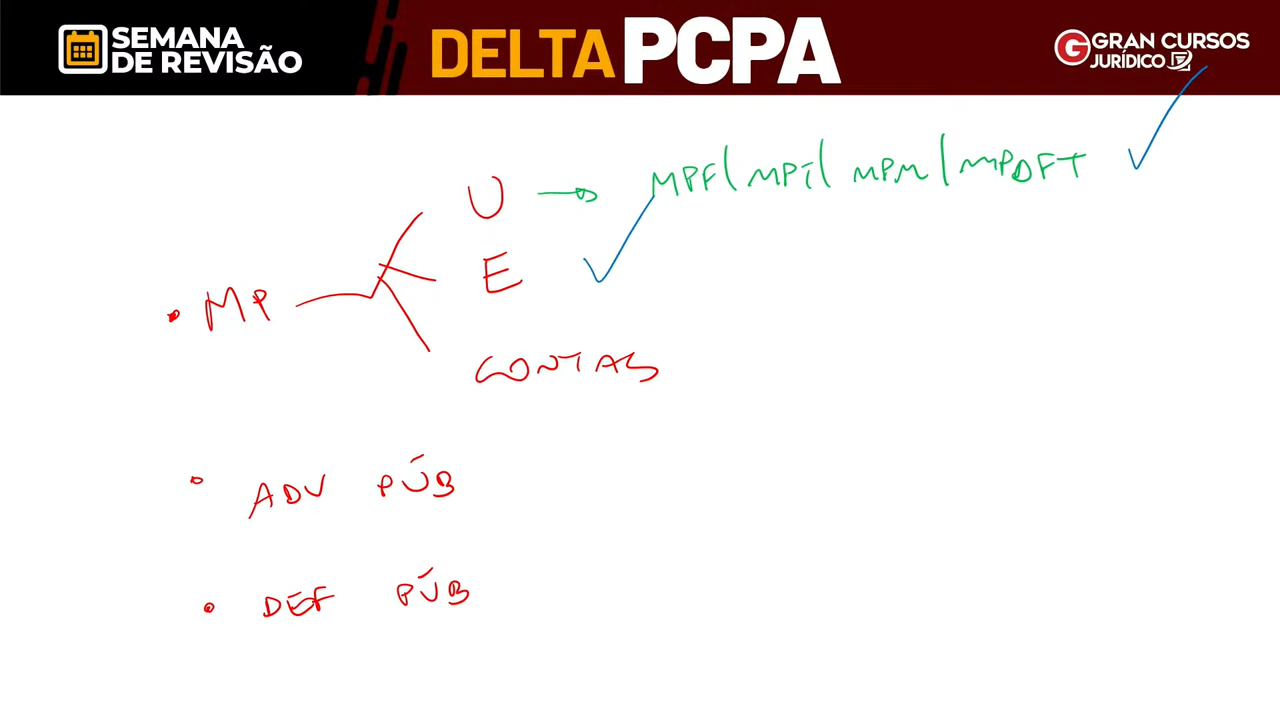 SEMANA
DE REVISÃO
DELTA PCPA
GRAN CURSOS
JURÍDICO
U → MPF/ MPT/ MPM/ MPDFT
E
• MP
CONTAS
• ADV PÚB
• DEF PÚB